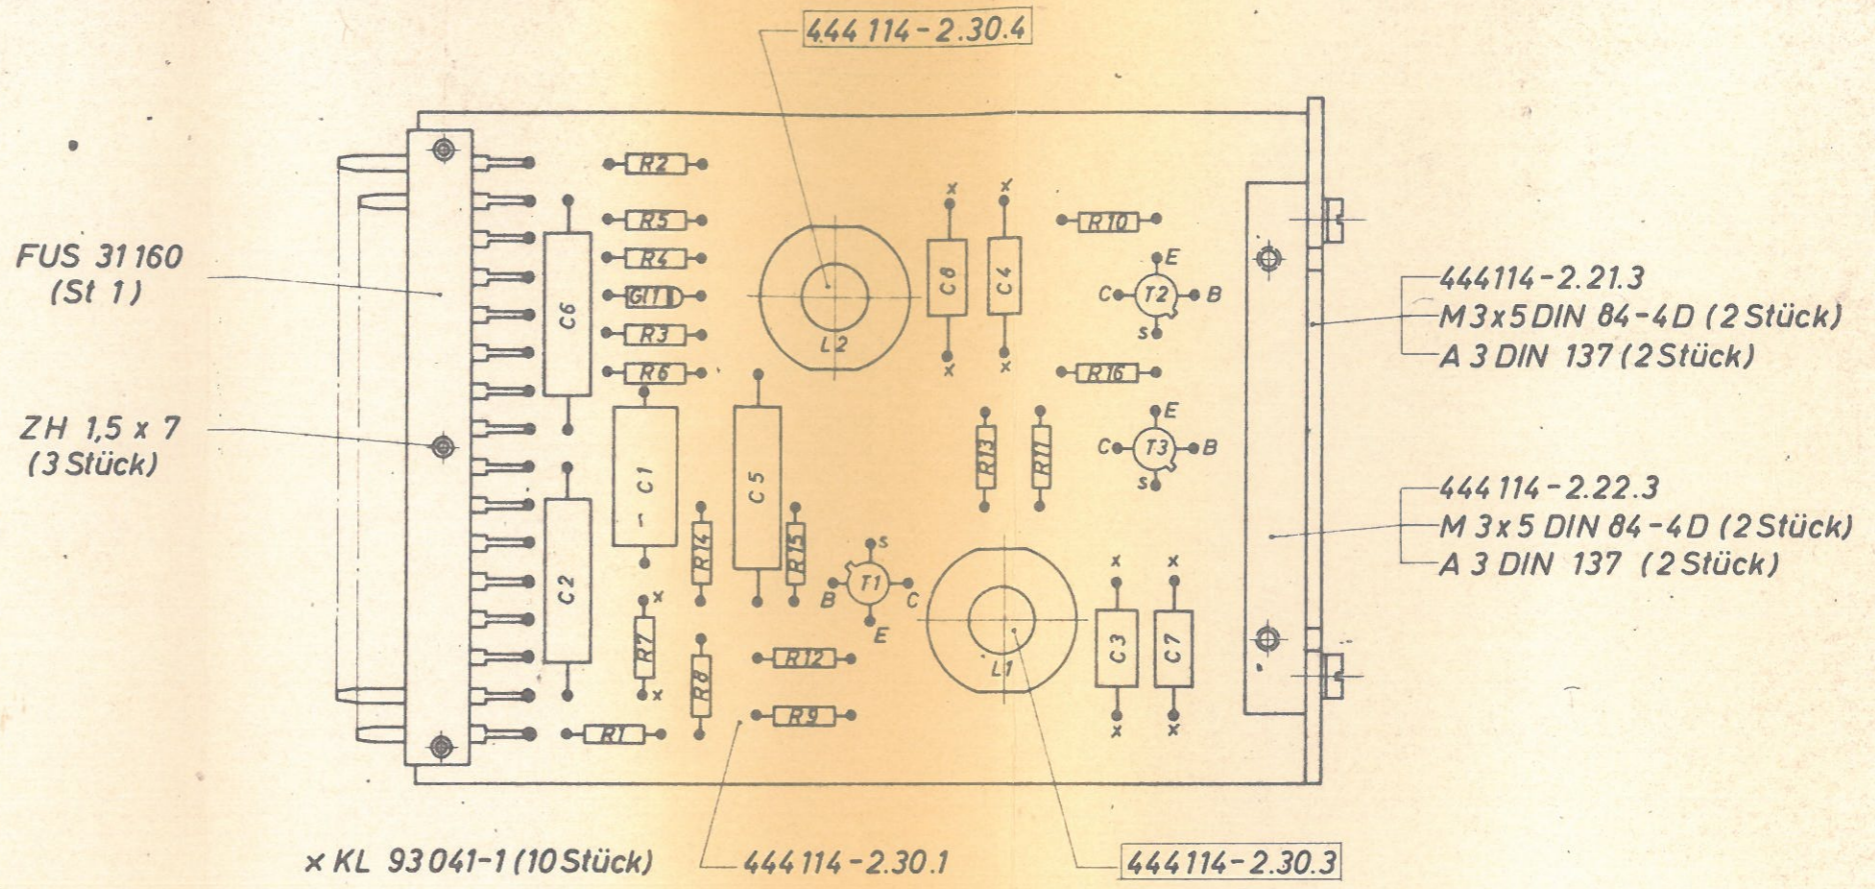 444 114-2.30.4
FUS 31160
(St 1)
ZH 1,5 x 7
(3 Stück)
R2
R5
R4
Gl1
R3
R6
C6
C1
C2
C5
R14
R15
R7
R8
R1
R12
R9
L2
C8
C4
x
x
x
x
R10
E
C
T2
B
s
R16
E
C
T3
B
s
R13
R11
s
B
T1
C
E
L1
x
x
C3
C7
x
x
x
x
444114-2.21.3
M3x5 DIN 84-4D (2 Stück)
A 3 DIN 137 (2 Stück)
444 114-2.22.3
M 3x5 DIN 84-4D (2 Stück)
A 3 DIN 137 (2 Stück)
x KL 93041-1 (10 Stück)
444114-2.30.1
444114-2.30.3